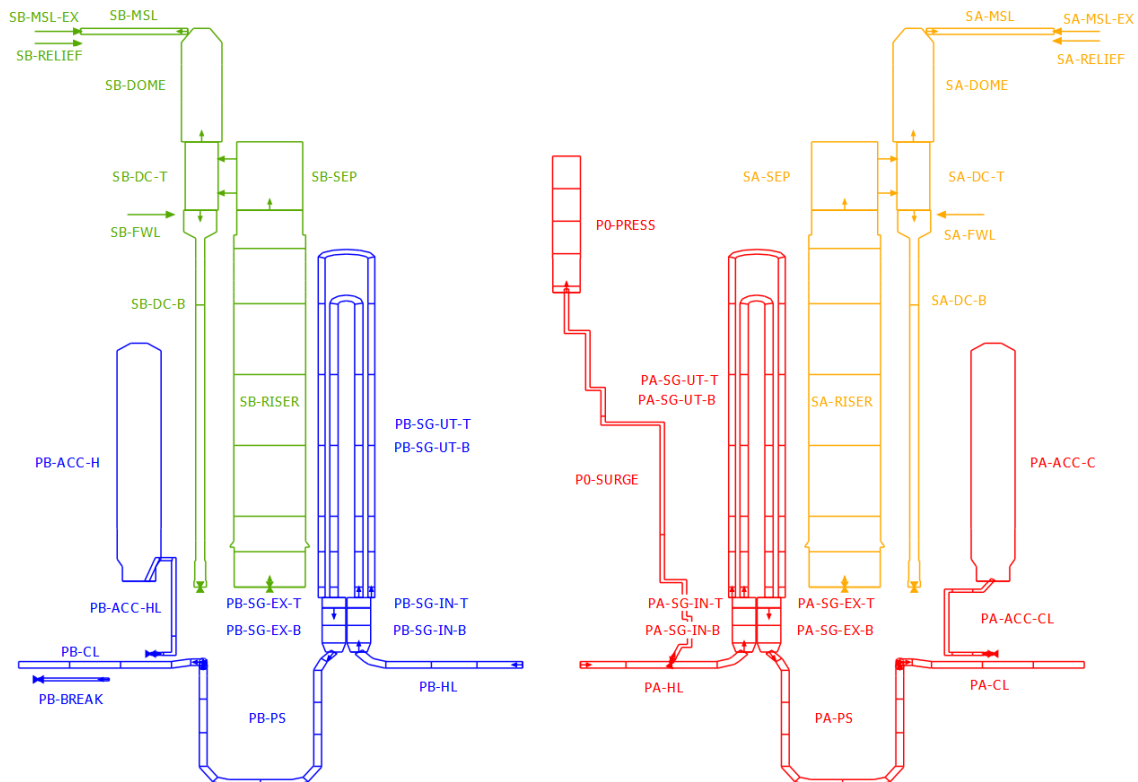 SB-MSL-EX
SB-MSL
SB-RELIEF
SB-DOME
SB-DC-T
SB-SEP
SB-FWL
SB-DC-B
SB-RISER
PB-ACC-H
PB-SG-UT-T
PB-SG-UT-B
PB-ACC-HL
PB-SG-EX-T
PB-SG-EX-B
PB-SG-IN-T
PB-SG-IN-B
PB-CL
PB-BREAK
PB-PS
PB-HL
SA-MSL
SA-MSL-EX
SA-RELIEF
SA-DOME
SA-SEP
SA-DC-T
SA-FWL
SA-DC-B
P0-PRESS
PA-SG-UT-T
PA-SG-UT-B
SA-RISER
P0-SURGE
PA-ACC-C
PA-SG-IN-T
PA-SG-IN-B
PA-SG-EX-T
PA-SG-EX-B
PA-ACC-CL
PA-HL
PA-PS
PA-CL